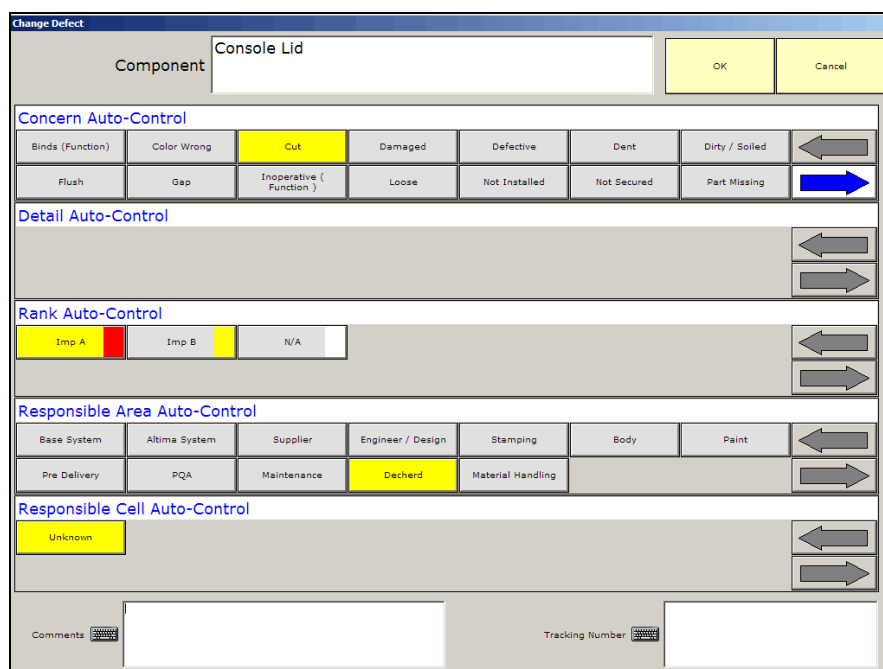 Change Defect
Component
Console Lid
OK
Cancel
Concern Auto-Control
Binds (Function)
Color Wrong
Cut
Damaged
Defective
Dent
Dirty / Soiled
Flush
Gap
Inoperative (
Function )
Loose
Not Installed
Not Secured
Part Missing
Detail Auto-Control
Rank Auto-Control
Imp A
Imp B
N/A
Responsible Area Auto-Control
Base System
Altima System
Supplier
Engineer / Design
Stamping
Body
Paint
Pre Delivery
PQA
Maintenance
Decherd
Material Handling
Responsible Cell Auto-Control
Unknown
Comments
Tracking Number